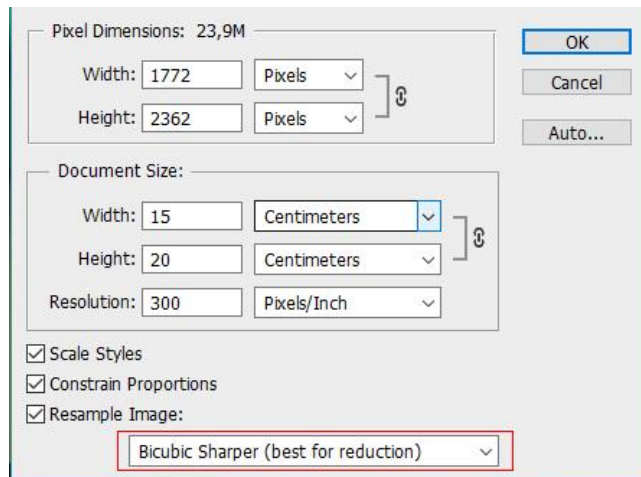 Pixel Dimensions: 23,9M
OK
Width: 1772 Pixels
Cancel
Height: 2362 Pixels
Auto...
Document Size:
Width: 15 Centimeters
Height: 20 Centimeters
Resolution: 300 Pixels/Inch
Scale Styles
Constrain Proportions
Resample Image:
Bicubic Sharper (best for reduction)